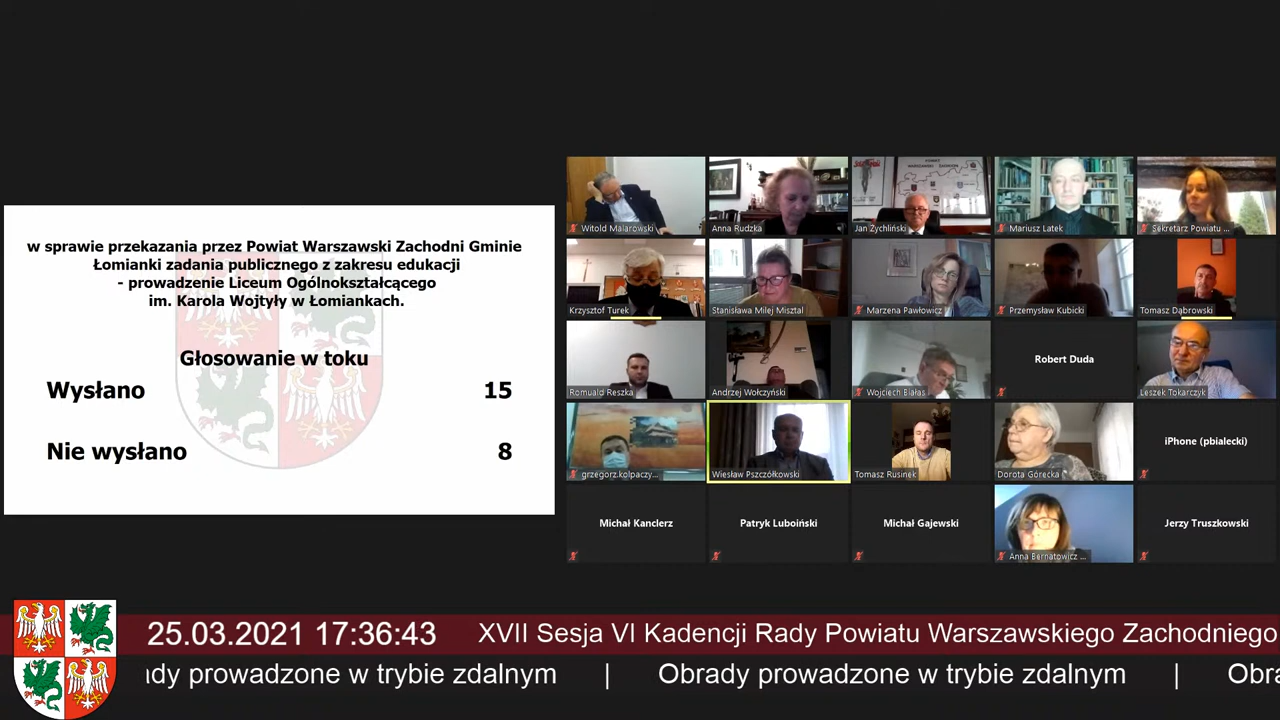 w sprawie przekazania przez Powiat Warszawski Zachodni Gminie
Łomianki zadania publicznego z zakresu edukacji
- prowadzenie Liceum Ogólnokształcącego
im. Karola Wojtyły w Łomiankach.
Głosowanie w toku
Wysłano 15
Nie wysłano 8
Witold Malarowski
Anna Rudzka
Jan Żychliński
Mariusz Latek
Sekretarz Powiatu ...
Krzysztof Turek
Stanisława Milej Misztal
Marzena Pawłowicz
Przemysław Kubicki
Tomasz Dąbrowski
Romuald Reszka
Andrzej Wołczyński
Wojciech Białas
Robert Duda
Leszek Tokarczyk
grzegorz.kolpaczy...
Wiesław Pszczółkowski
Tomasz Rusinek
Dorota Górecka
iPhone (pbialecki)
Michał Kanclerz
Patryk Luboiński
Michał Gajewski
Anna Bernatowicz ...
Jerzy Truszkowski
25.03.2021 17:36:43 XVII Sesja VI Kadencji Rady Powiatu Warszawskiego Zachodniego
ady prowadzone w trybie zdalnym | Obrady prowadzone w trybie zdalnym | Obra